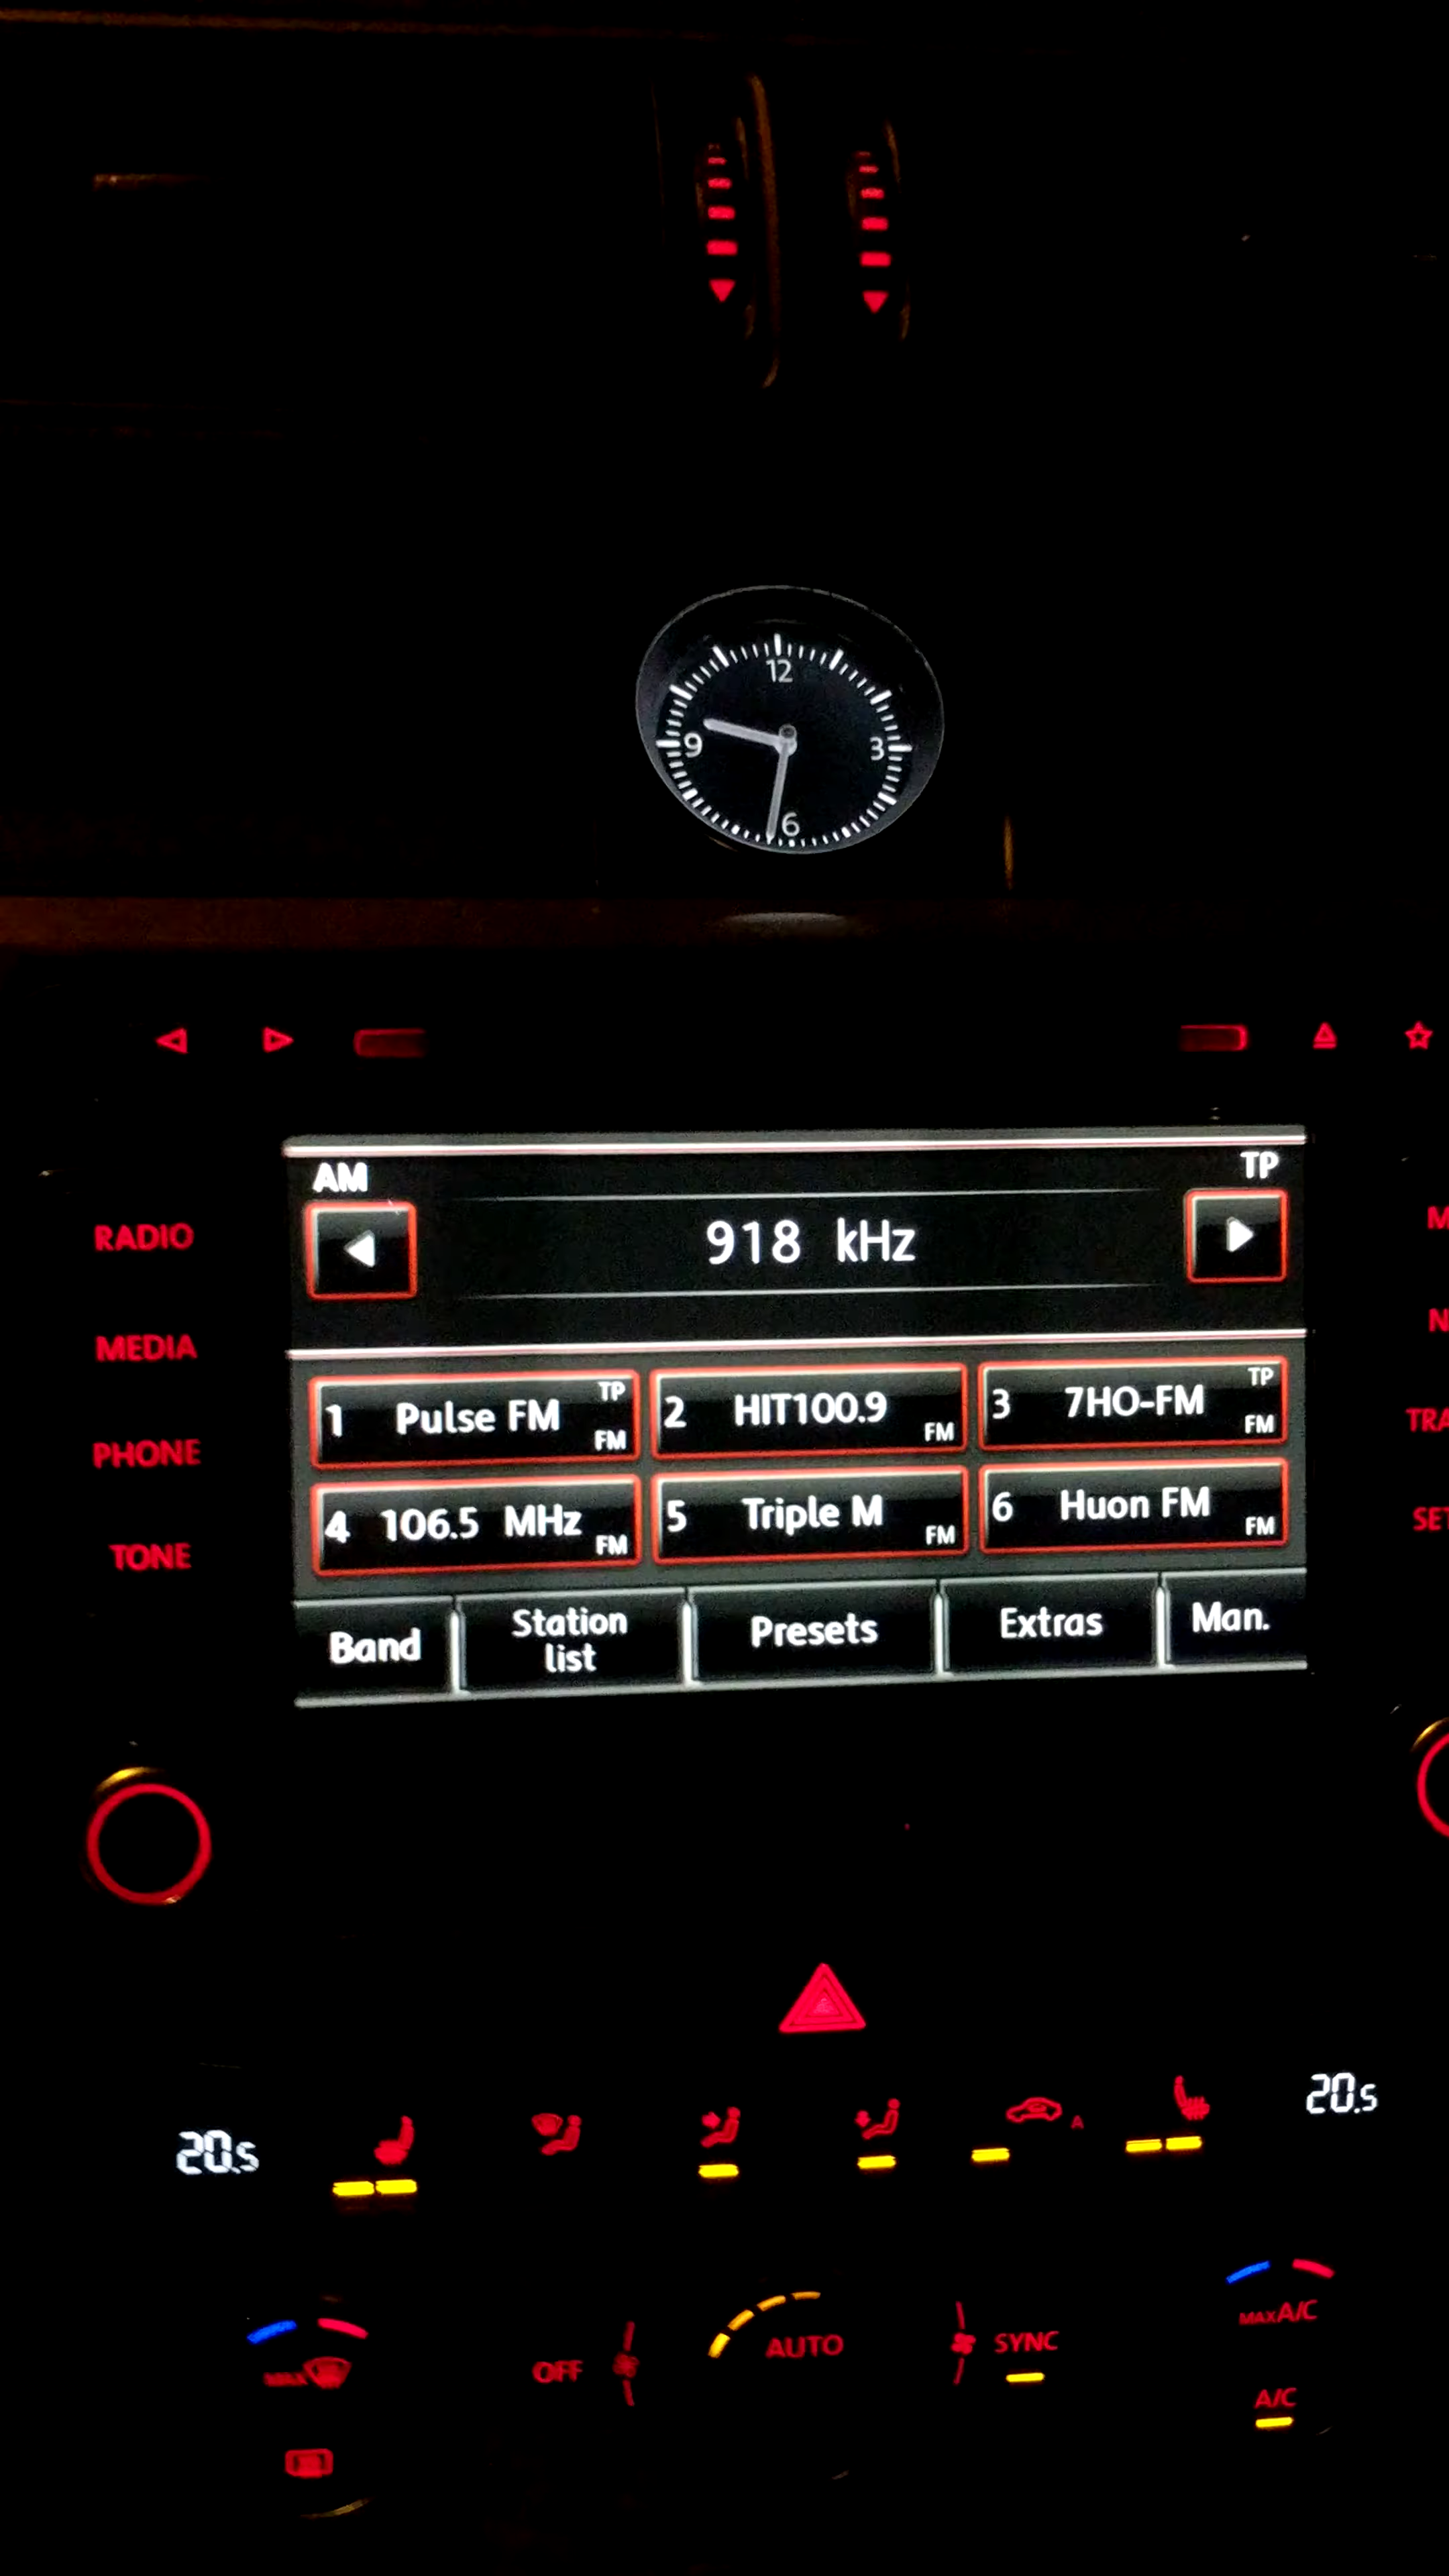 12
9
3
6
AM
TP
918 kHz
RADIO
MEDIA
PHONE
TONE
1 Pulse FM TP FM
2 HIT100.9 FM
3 7HO-FM TP FM
4 106.5 MHz FM
5 Triple M FM
6 Huon FM FM
Band
Station list
Presets
Extras
Man.
20.5
A
20.5
MAX
OFF
AUTO
SYNC
MAX A/C
A/C